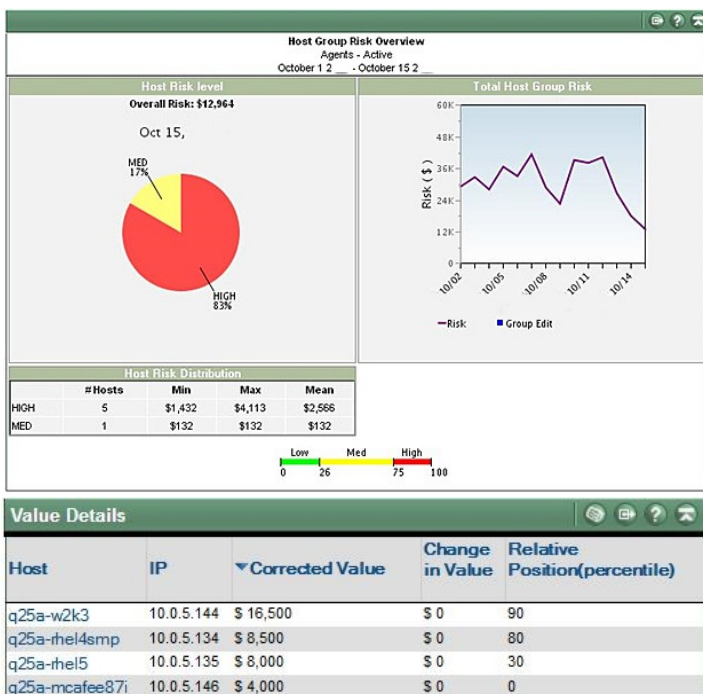 Host Group Risk Overview
Agents - Active
October 1 2 __ - October 15 2 __
Host Risk level
Overall Risk: $12,964
Oct 15,
MED
17%
HIGH
83%
Total Host Group Risk
60K
48K
36K
24K
12K
0
Risk ($)
10/02 10/05 10/08 10/11 10/14
Risk Group Edit
Host Risk Distribution
#Hosts Min Max Mean
HIGH 5 $1,432 $4,113 $2,566
MED 1 $132 $132 $132
Low Med High
0 26 75 100
Value Details
Host IP Corrected Value Change in Value Relative Position(percentile)
q25a-w2k3 10.0.5.144 $ 16,500 $ 0 90
q25a-rhel4smp 10.0.5.134 $ 8,500 $ 0 80
q25a-rhel5 10.0.5.135 $ 8,000 $ 0 30
q25a-mcafee87i 10.0.5.146 $ 4,000 $ 0 0